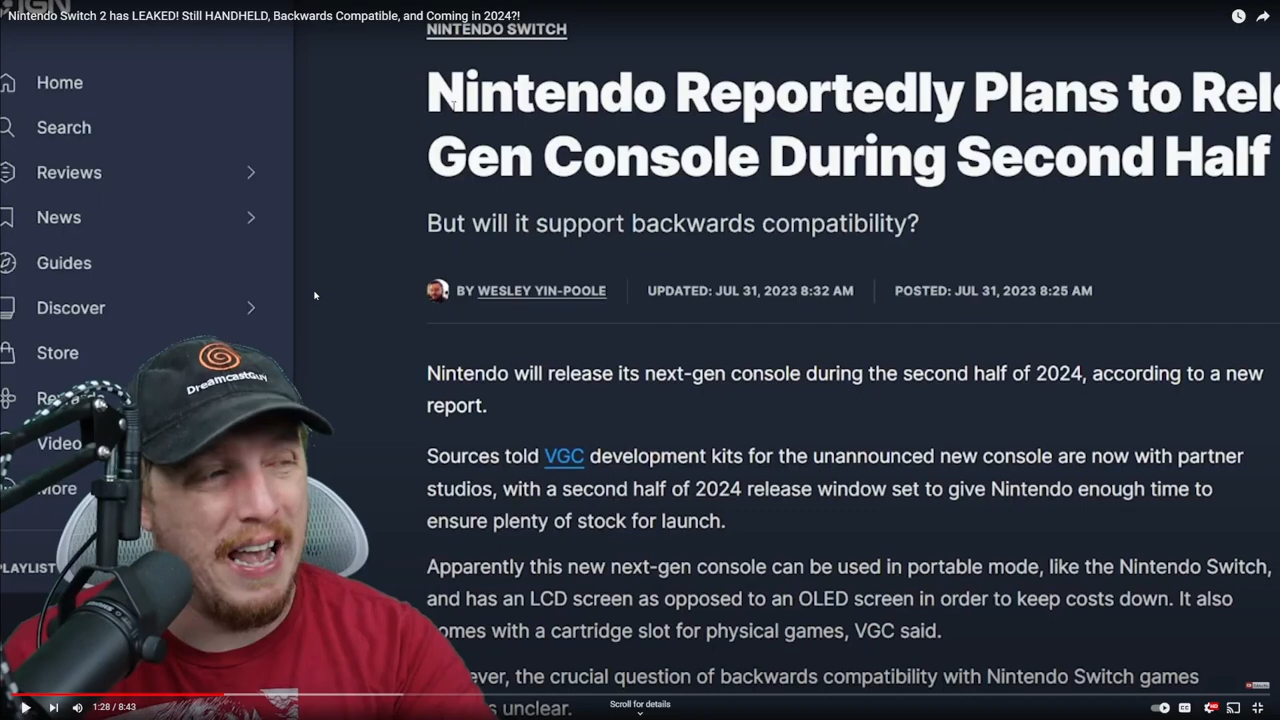 Nintendo Switch 2 has LEAKED! Still HANDHELD, Backwards Compatible, and Coming in 2024?!
NINTENDO SWITCH
Home
Search
Reviews
News
Guides
Discover
Store
Video
More
PLAYLIST
Nintendo Reportedly Plans to Rel
Gen Console During Second Half
But will it support backwards compatibility?
BY WESLEY YIN-POOLE UPDATED: JUL 31, 2023 8:32 AM POSTED: JUL 31, 2023 8:25 AM
Nintendo will release its next-gen console during the second half of 2024, according to a new
report.
Sources told VGC development kits for the unannounced new console are now with partner
studios, with a second half of 2024 release window set to give Nintendo enough time to
ensure plenty of stock for launch.
Apparently this new next-gen console can be used in portable mode, like the Nintendo Switch,
and has an LCD screen as opposed to an OLED screen in order to keep costs down. It also
omes with a cartridge slot for physical games, VGC said.
ever, the crucial question of backwards compatibility with Nintendo Switch games
s unclear.
DreamcastGuy
1:28 / 8:43
Scroll for details
HD